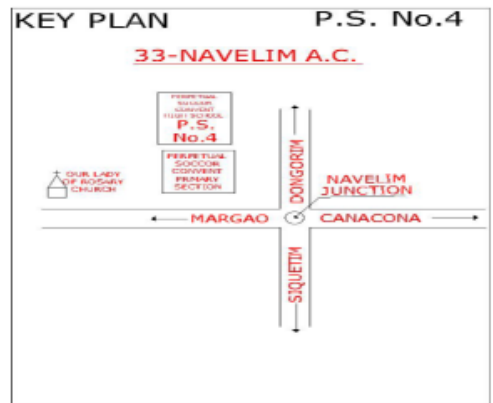 KEY PLAN P.S. No.4
33-NAVELIM A.C.
PERPETUAL
SUCCOR
CONVENT
HIGH SCHOOL
P.S.
No.4
PERPETUAL
SOCCOR
CONVENT
PRIMARY
SECTION
OUR LADY
OF ROSARY
CHURCH
DONGORIM
NAVELIM
JUNCTION
MARGAO
CANACONA
SIQUETIM